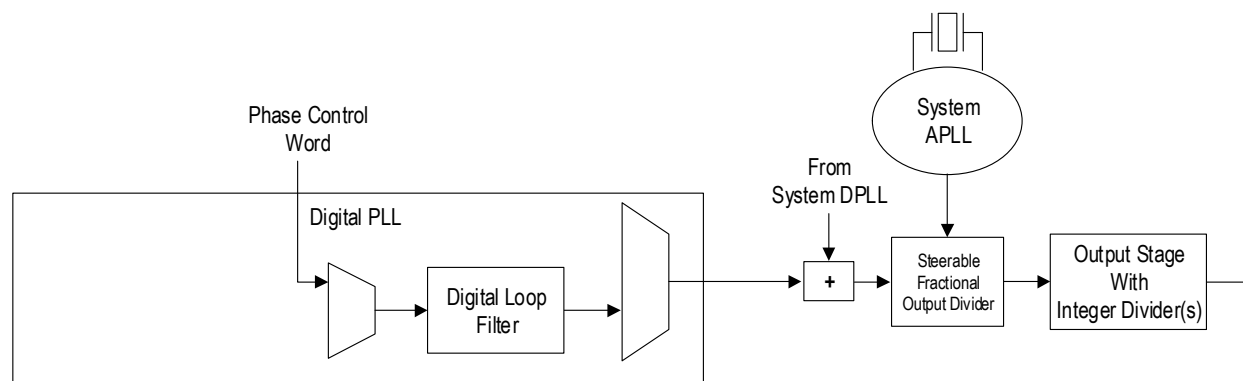 System
APLL
Phase Control
Word
From
System DPLL
Digital PLL
Digital Loop
Filter
+
Steerable
Fractional
Output Divider
Output Stage
With
Integer Divider(s)